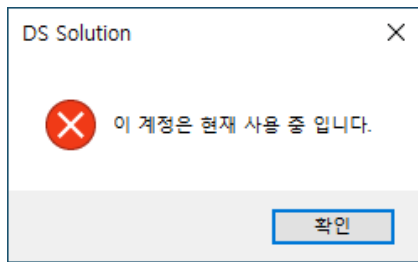 DS Solution
이 계정은 현재 사용 중 입니다.
확인